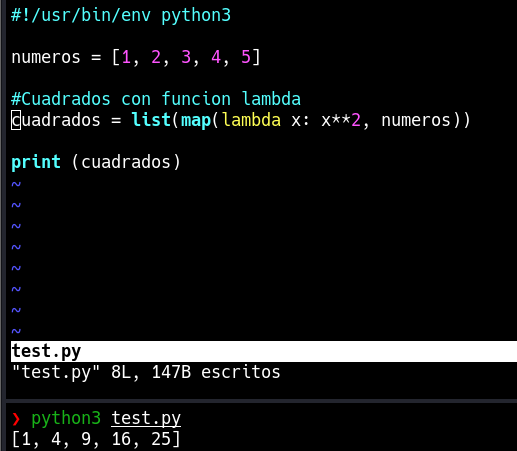 #!/usr/bin/env python3
numeros = [1, 2, 3, 4, 5]
#Cuadrados con funcion lambda
cuadrados = list(map(lambda x: x**2, numeros))
print (cuadrados)
~
~
~
~
~
~
~
~
test.py
"test.py" 8L, 147B escritos
❯ python3 test.py
[1, 4, 9, 16, 25]